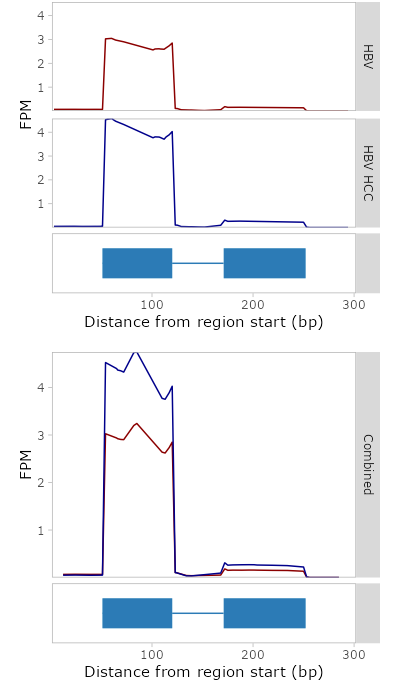 4
3
2
1
HBV
FPM
4
3
2
1
HBV HCC
100
200
300
Distance from region start (bp)
4
3
2
1
FPM
Combined
100
200
300
Distance from region start (bp)